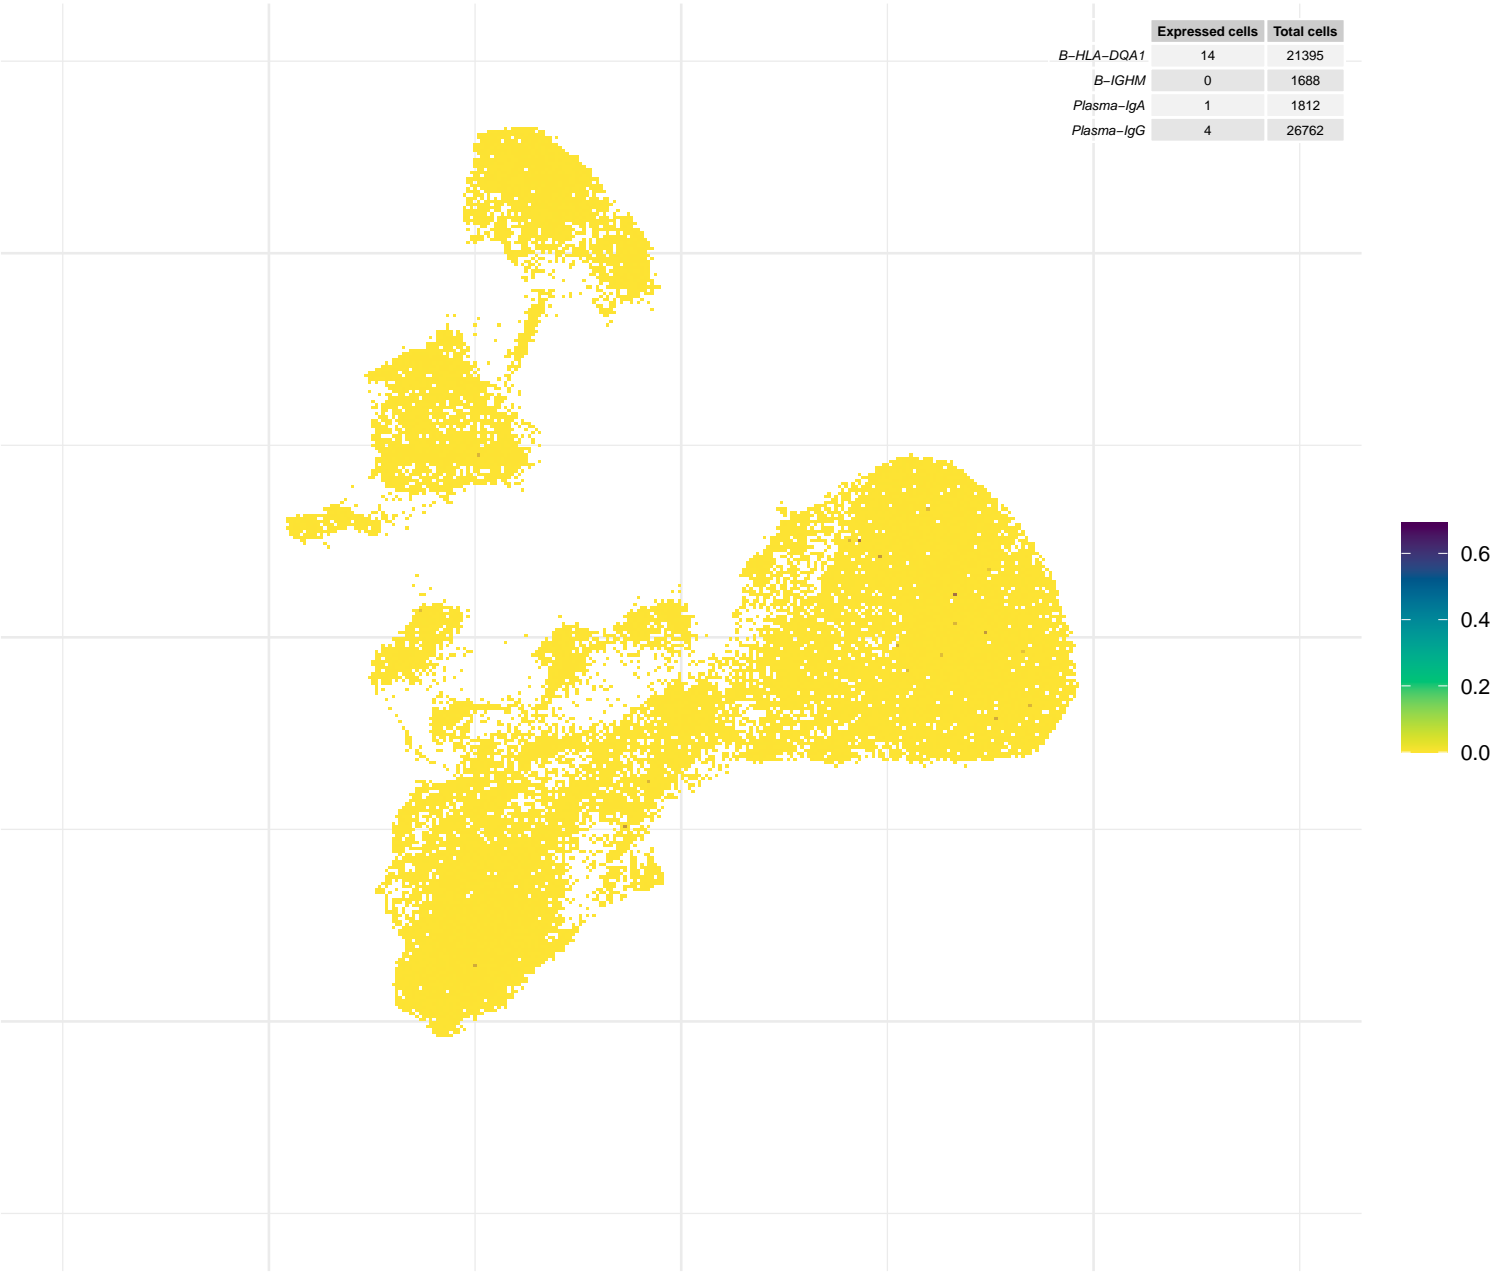 Expressed cells Total cells
B−HLA−DQA1 14 21395
B−IGHM 0 1688
Plasma−IgA 1 1812
Plasma−IgG 4 26762
0.6
0.4
0.2
0.0